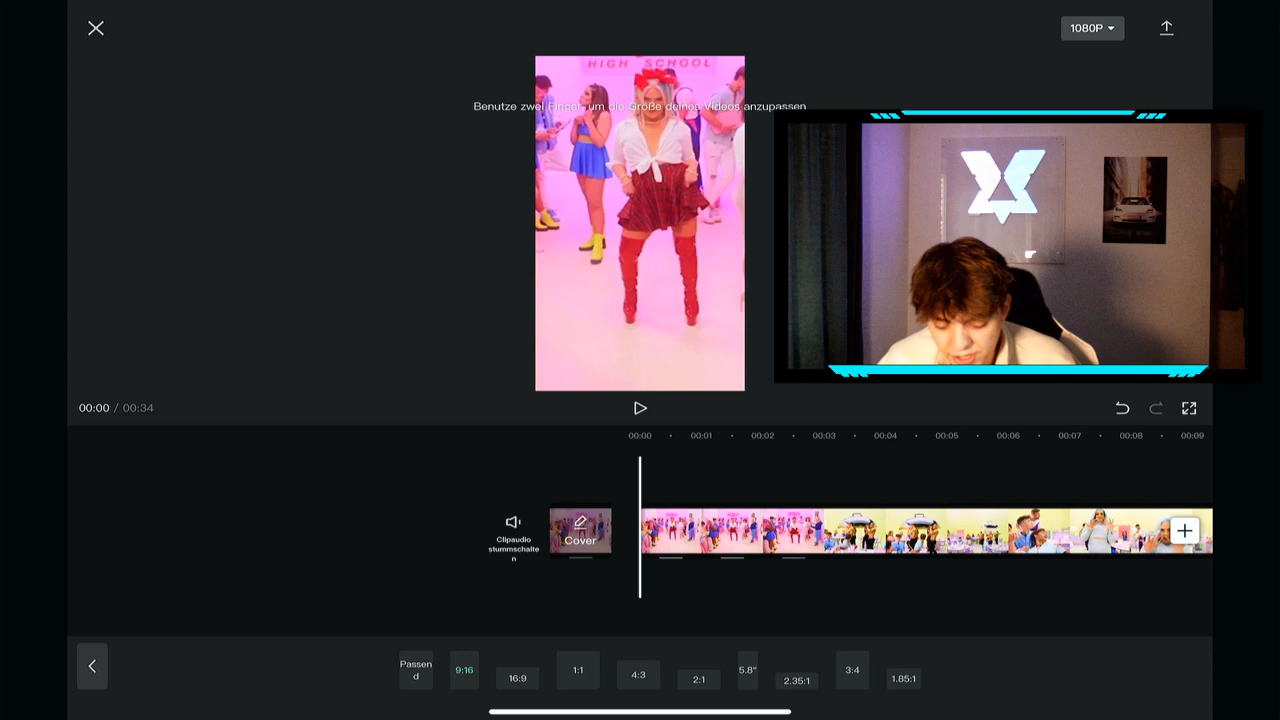 1080P
HIGH SCHOOL
Benutze zwei Finger, um die Größe deines Videos anzupassen
00:00 / 00:34
00:00 00:01 00:02 00:03 00:04 00:05 00:06 00:07 00:08 00:09
Clipaudio
stummschalte
n
Cover
Passen
d
9:16
16:9
1:1
4:3
2:1
5.8"
2.35:1
3:4
1.85:1